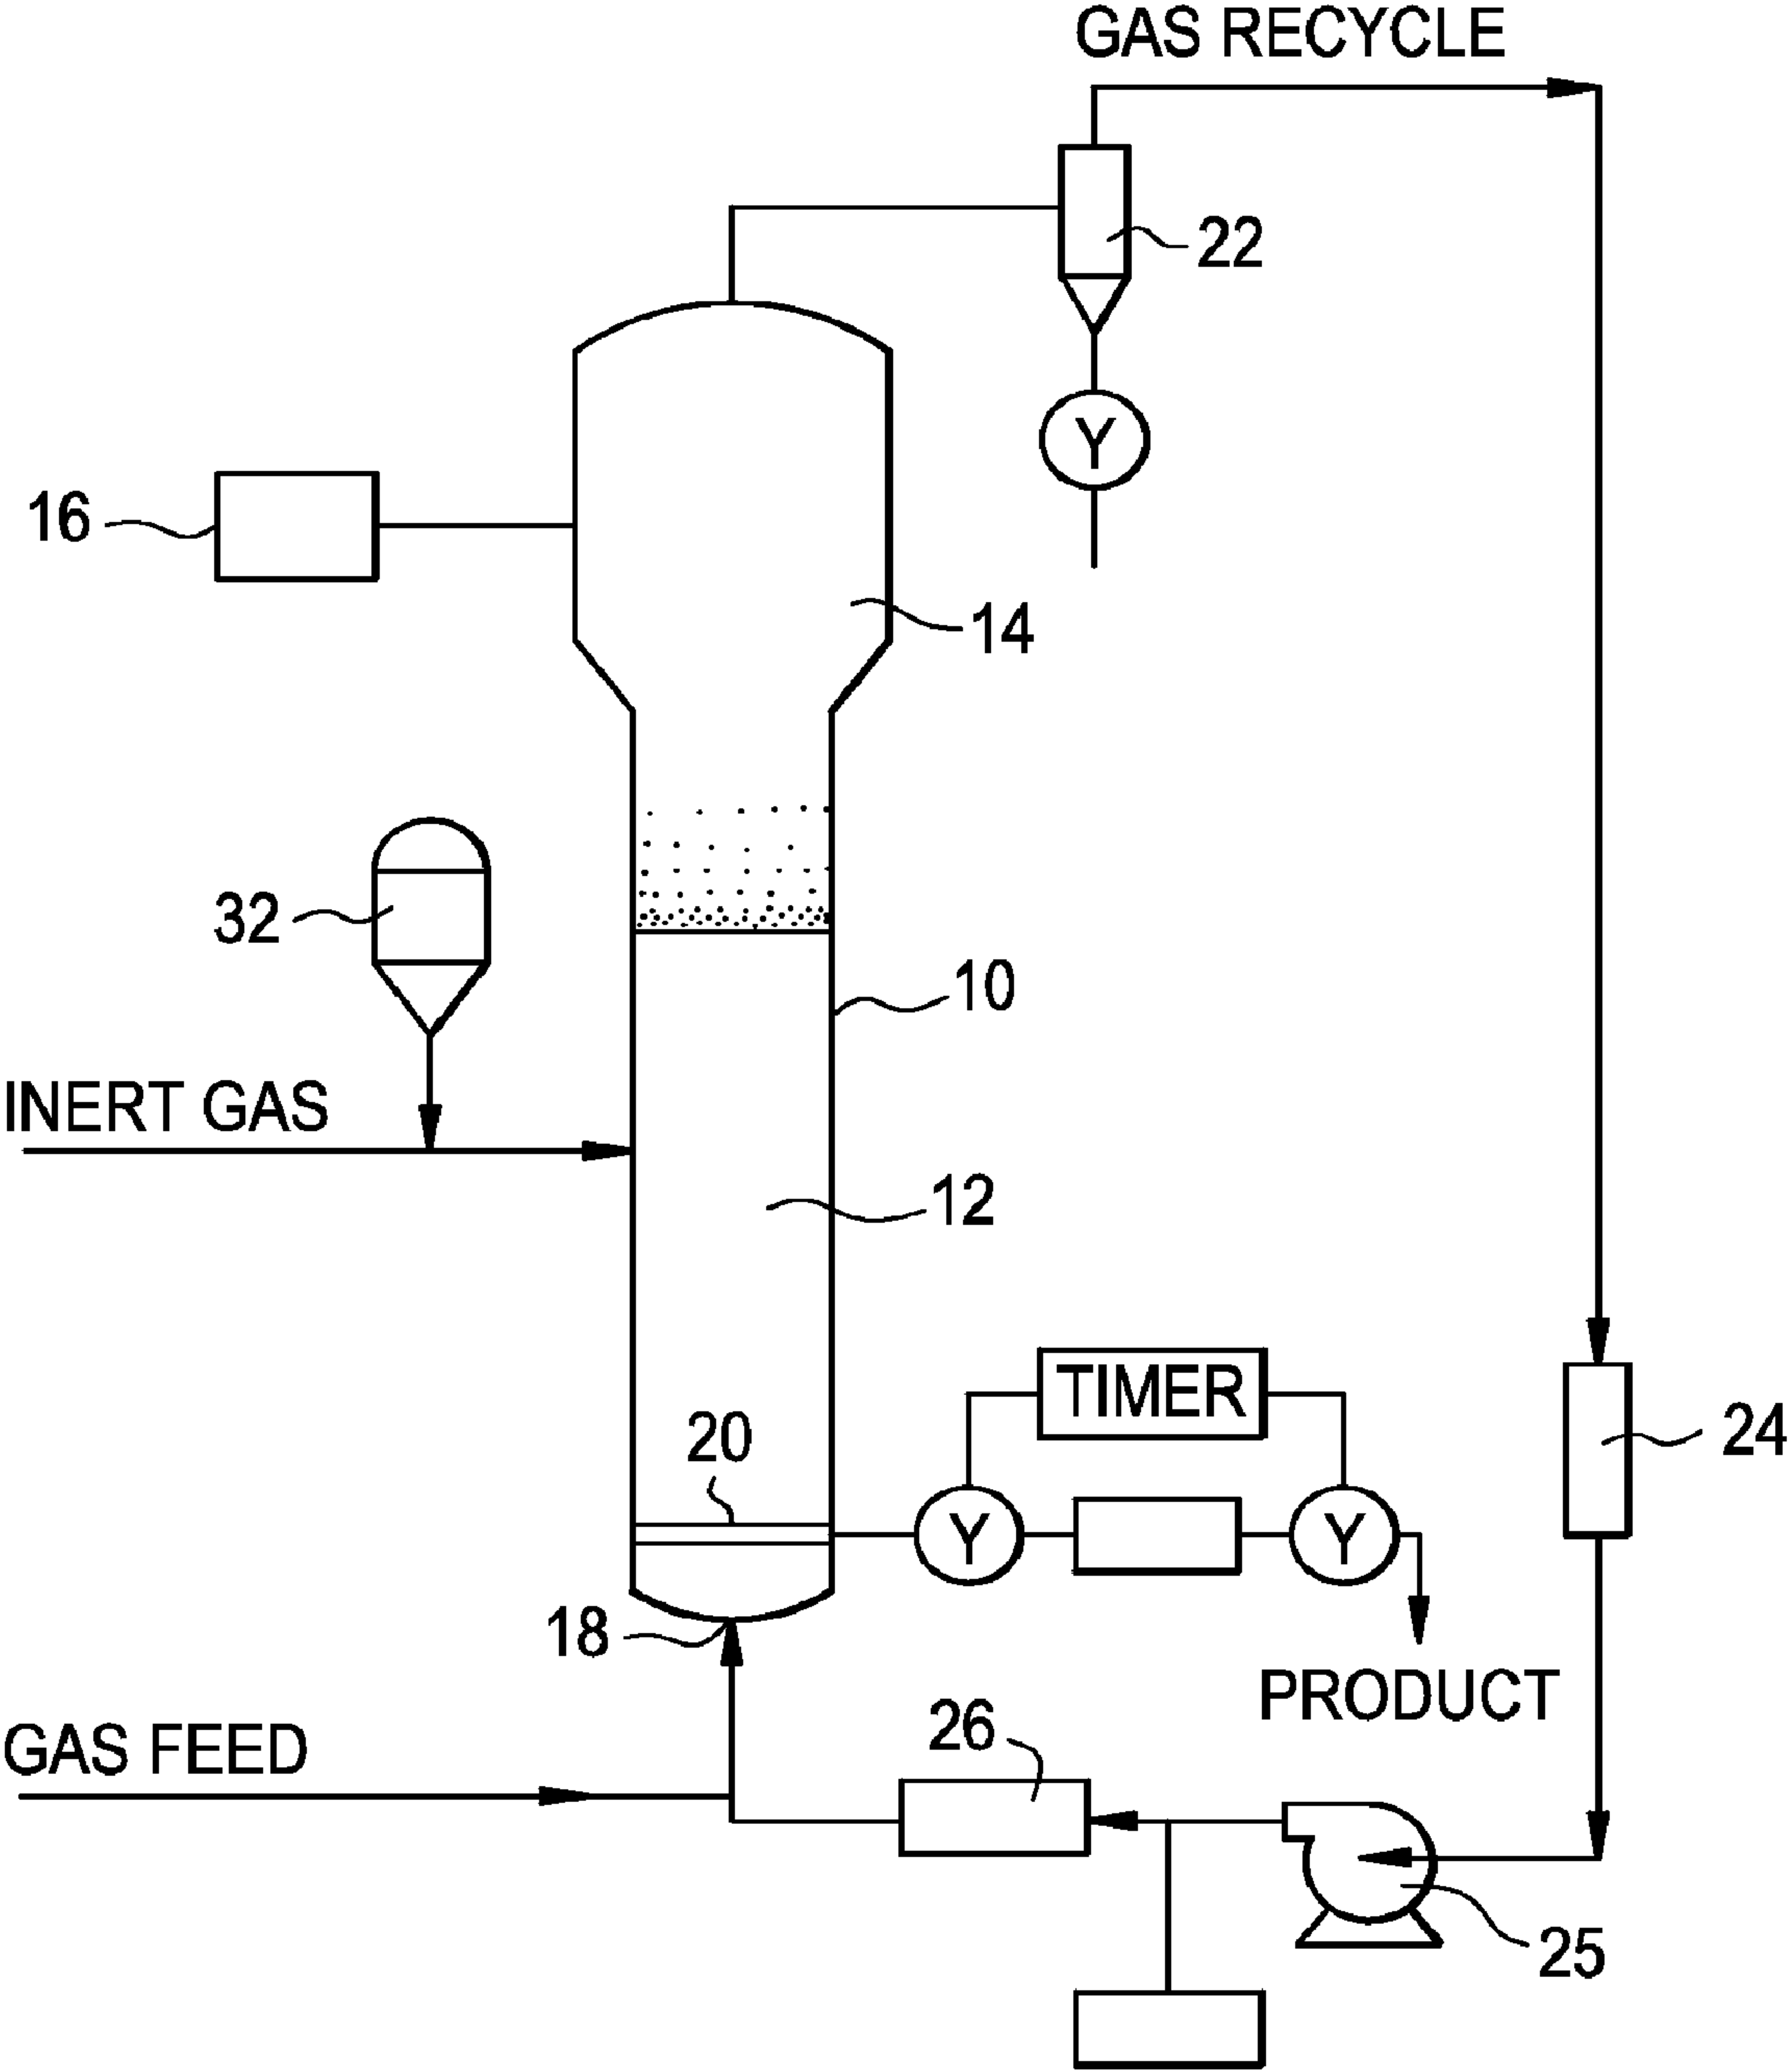 GAS RECYCLE
22
Y
16
14
32
10
INERT GAS
12
TIMER
20
24
Y
Y
18
PRODUCT
26
GAS FEED
25